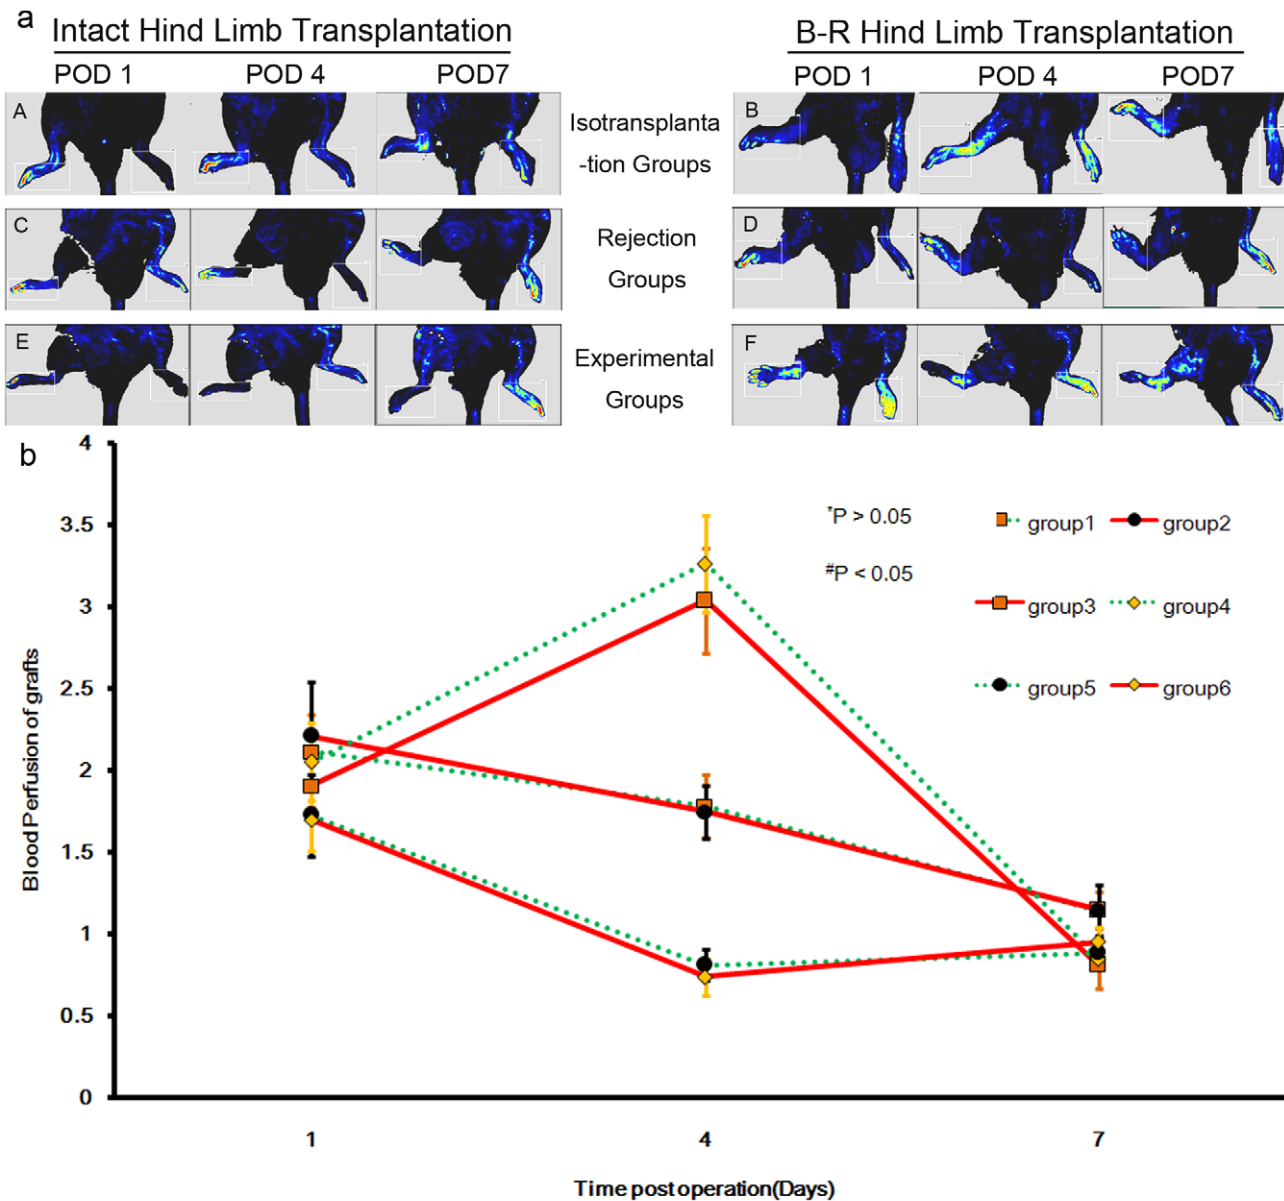 a
Intact Hind Limb Transplantation
B-R Hind Limb Transplantation
POD 1 POD 4 POD7
POD 1 POD 4 POD7
A
B
Isotransplanta
-tion Groups
C
D
Rejection
Groups
E
F
Experimental
Groups
b
4
3.5
3
2.5
2
1.5
1
0.5
0
Blood Perfusion of grafts
*P > 0.05
#P < 0.05
group1 group2
group3 group4
group5 group6
1 4 7
Time post operation(Days)